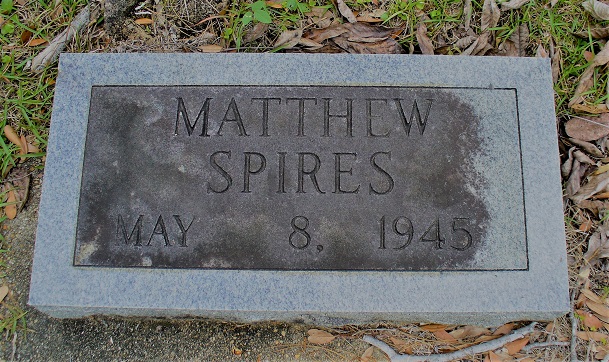 MATTHEW
SPIRES
MAY 8, 1945